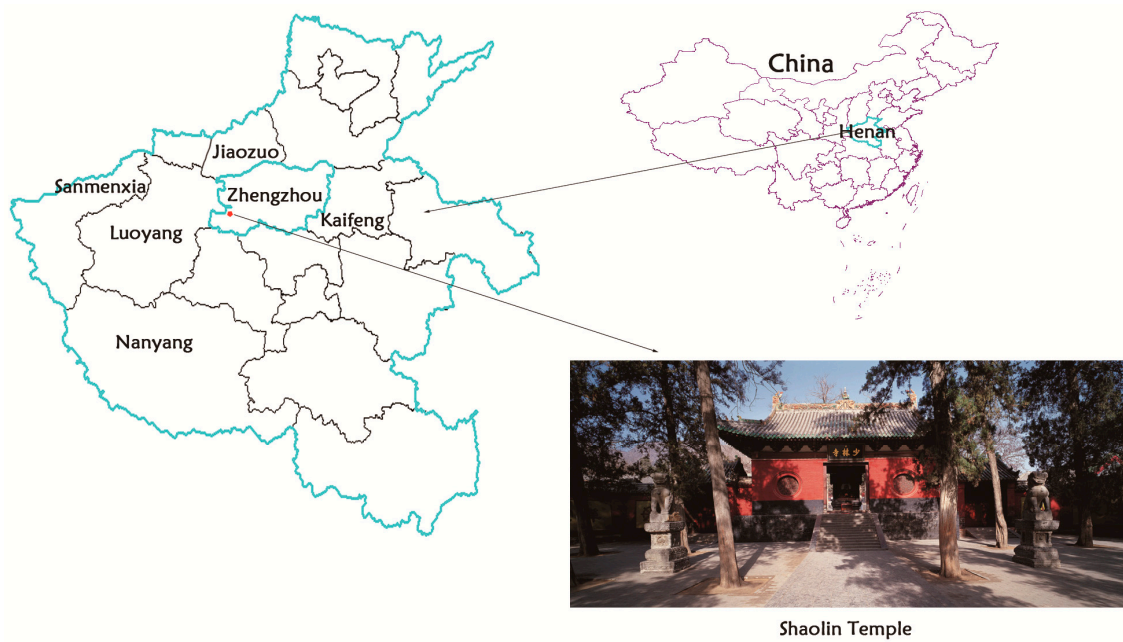 China
Henan
Jiaozuo
Sanmenxia
Zhengzhou
Kaifeng
Luoyang
Nanyang
少林寺
Shaolin Temple